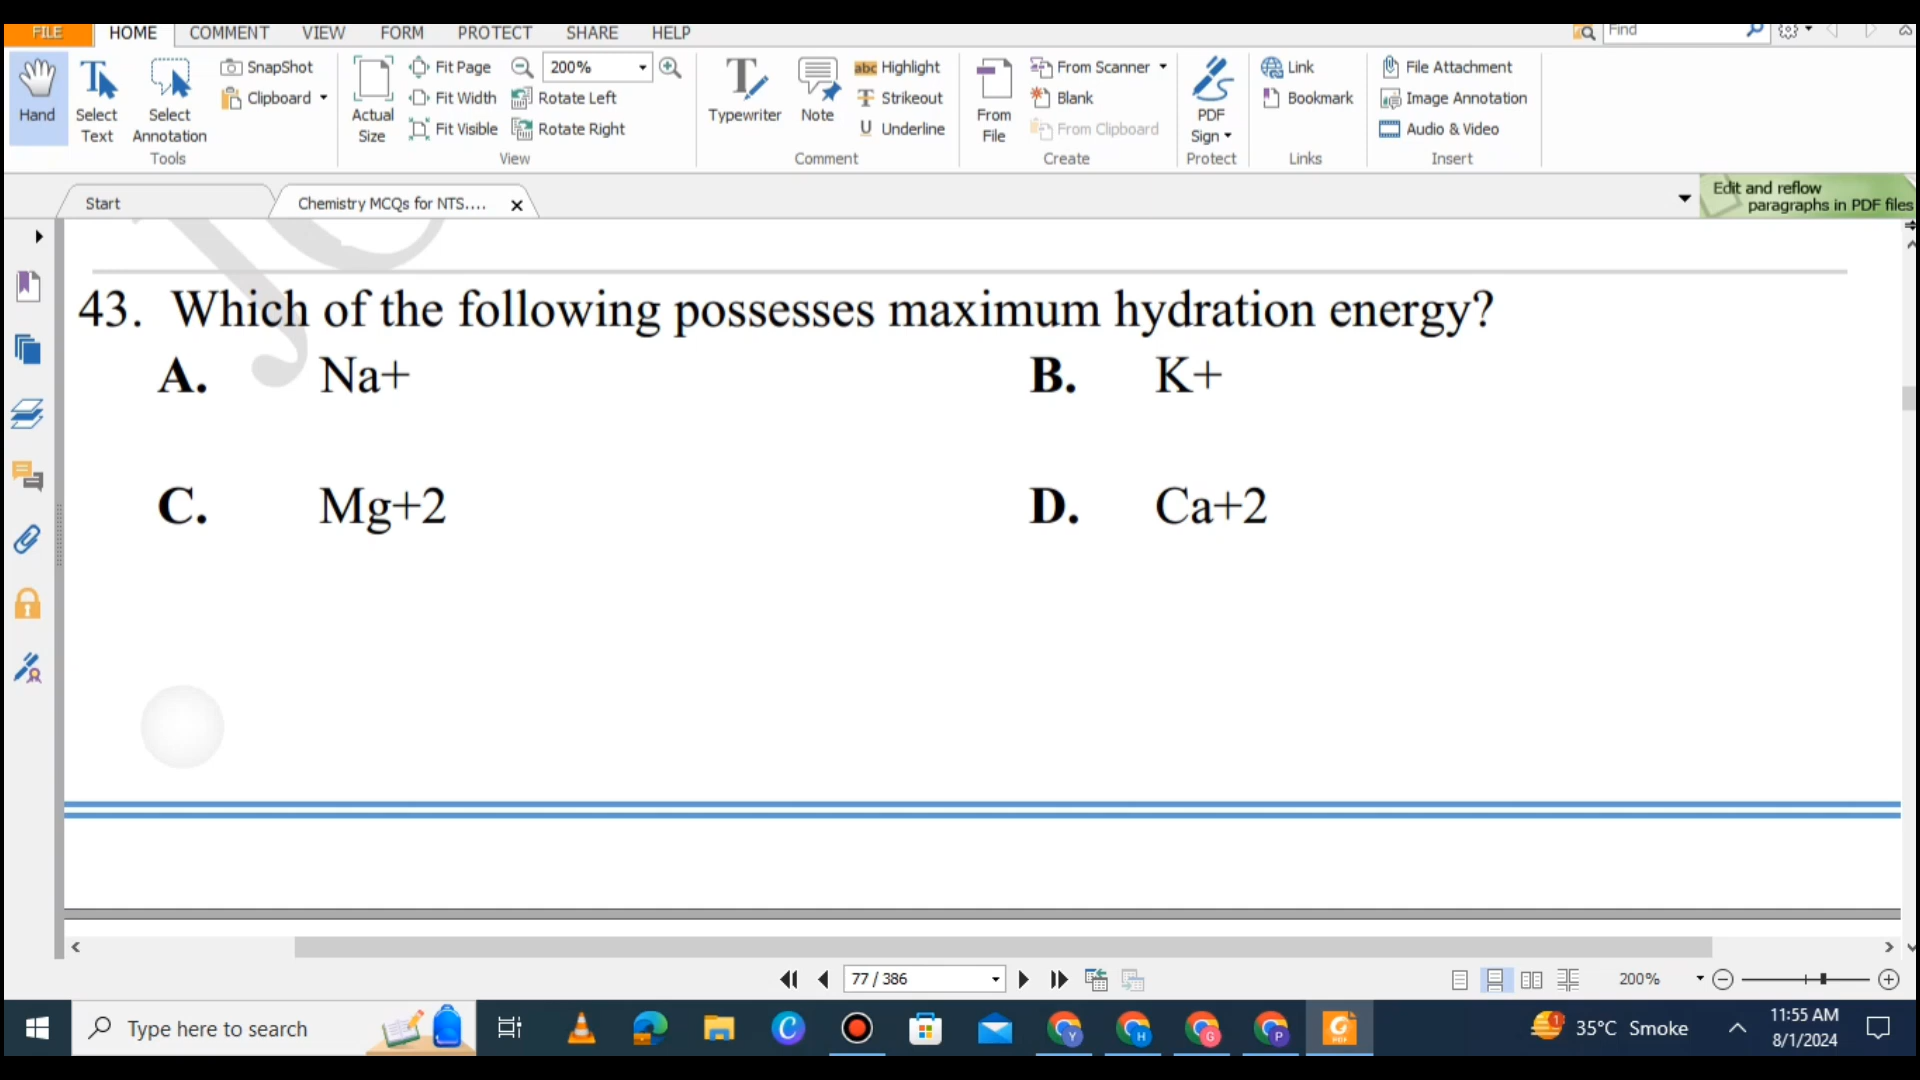 FILE HOME COMMENT VIEW FORM PROTECT SHARE HELP Find
Hand
Select Text
Select Annotation
SnapShot
Clipboard
Tools
Actual Size
Fit Page
Fit Width
Fit Visible
200%
Rotate Left
Rotate Right
View
Typewriter
Note
abc Highlight
T Strikeout
U Underline
Comment
From File
From Scanner
Blank
From Clipboard
Create
PDF Sign
Protect
Link
Bookmark
Links
File Attachment
Image Annotation
Audio & Video
Insert
Start
Chemistry MCQs for NTS....
Edit and reflow
paragraphs in PDF files
43. Which of the following possesses maximum hydration energy?
A. Na+ B. K+
C. Mg+2 D. Ca+2
77 / 386
200%
Type here to search
35°C Smoke
11:55 AM
8/1/2024